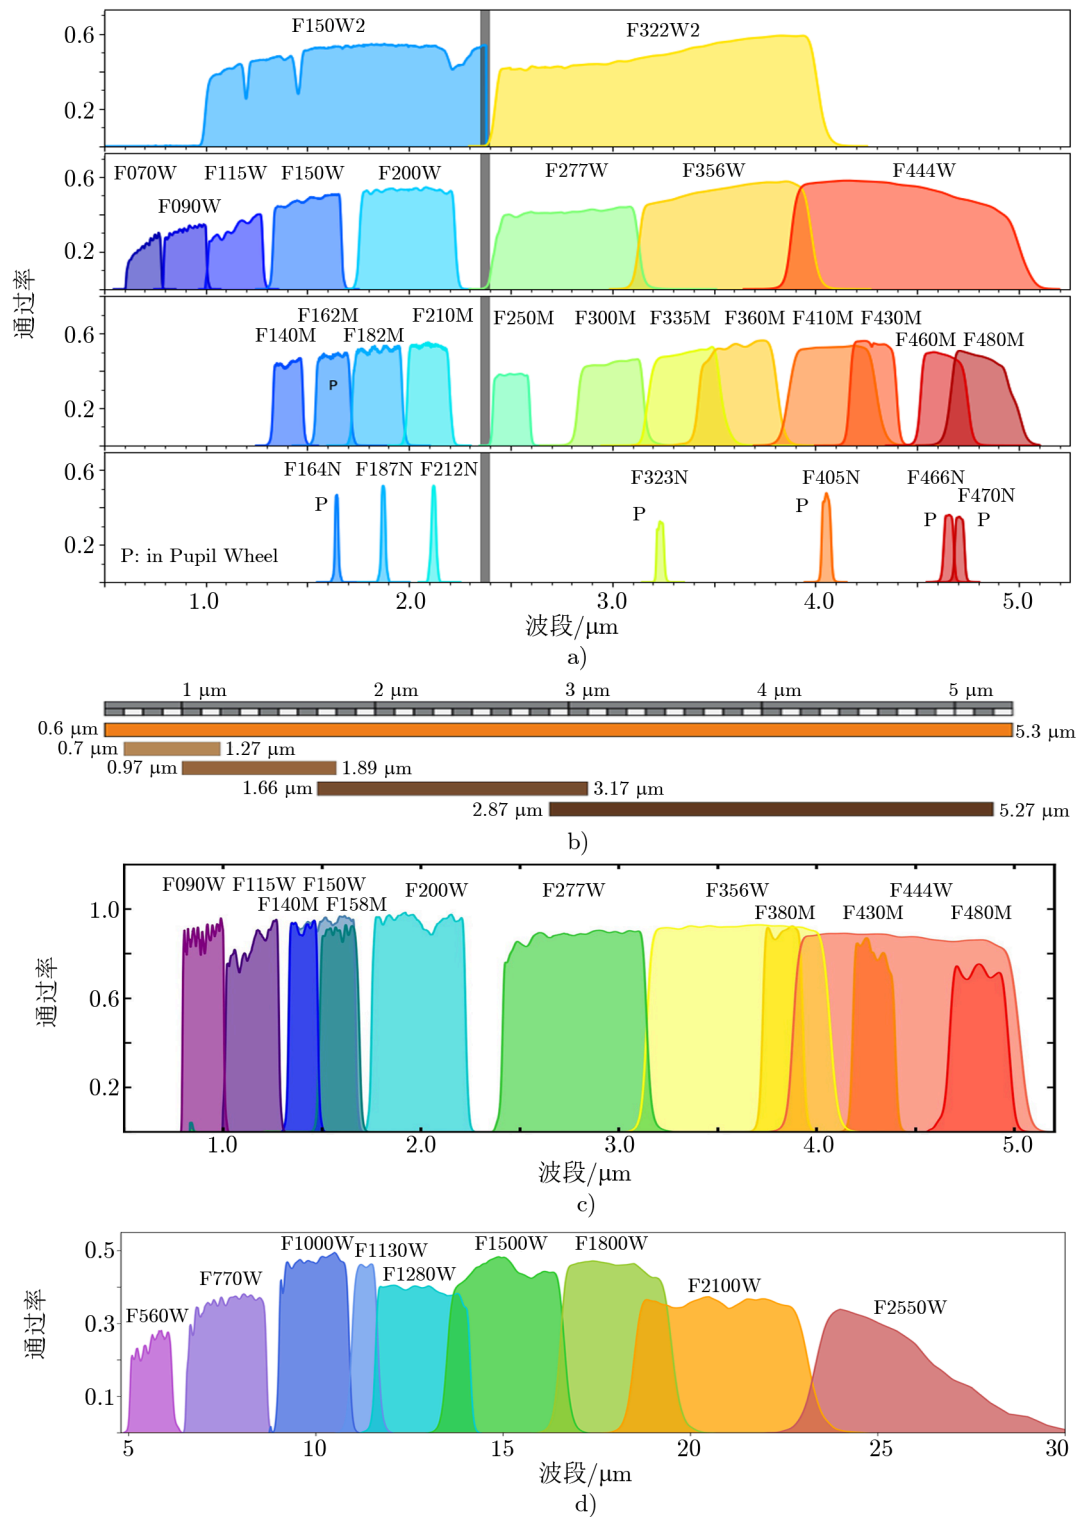 F150W2
F322W2
0.6
0.2
F070W F115W F150W F200W F277W F356W F444W
F090W
0.6
0.2
F162M F210M F250M F300M F335M F360M F410M F430M
F140M F182M F460M F480M
0.6
P
0.2
F164N F187N F212N F323N F405N F466N
F470N
0.6
P P P P P
0.2
P: in Pupil Wheel
通过率
1.0 2.0 3.0 4.0 5.0
波段/μm
a)
1 μm 2 μm 3 μm 4 μm 5 μm
0.6 μm 5.3 μm
0.7 μm 1.27 μm
0.97 μm 1.89 μm
1.66 μm 3.17 μm
2.87 μm 5.27 μm
b)
F090W F115W F150W F200W F277W F356W F444W
F140M F158M F380M F430M F480M
1.0
0.6
0.2
通过率
1.0 2.0 3.0 4.0 5.0
波段/μm
c)
F1000W F1130W F1500W F1800W
F770W F1280W F2100W
F560W F2550W
0.5
0.3
0.1
通过率
5 10 15 20 25 30
波段/μm
d)